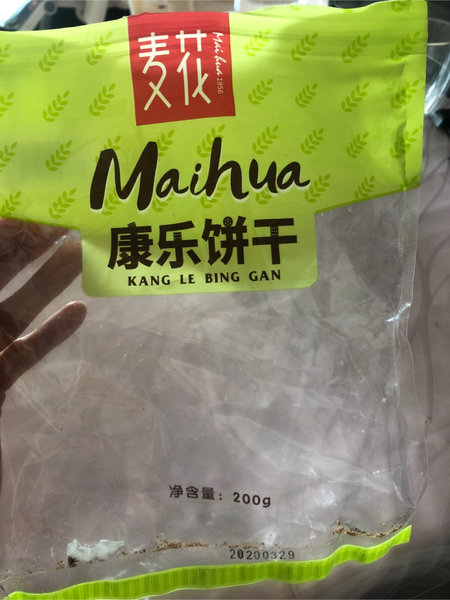 麦花
Mai hua 1956
Maihua
康乐饼干
KANG LE BING GAN
净含量：200g
20200329